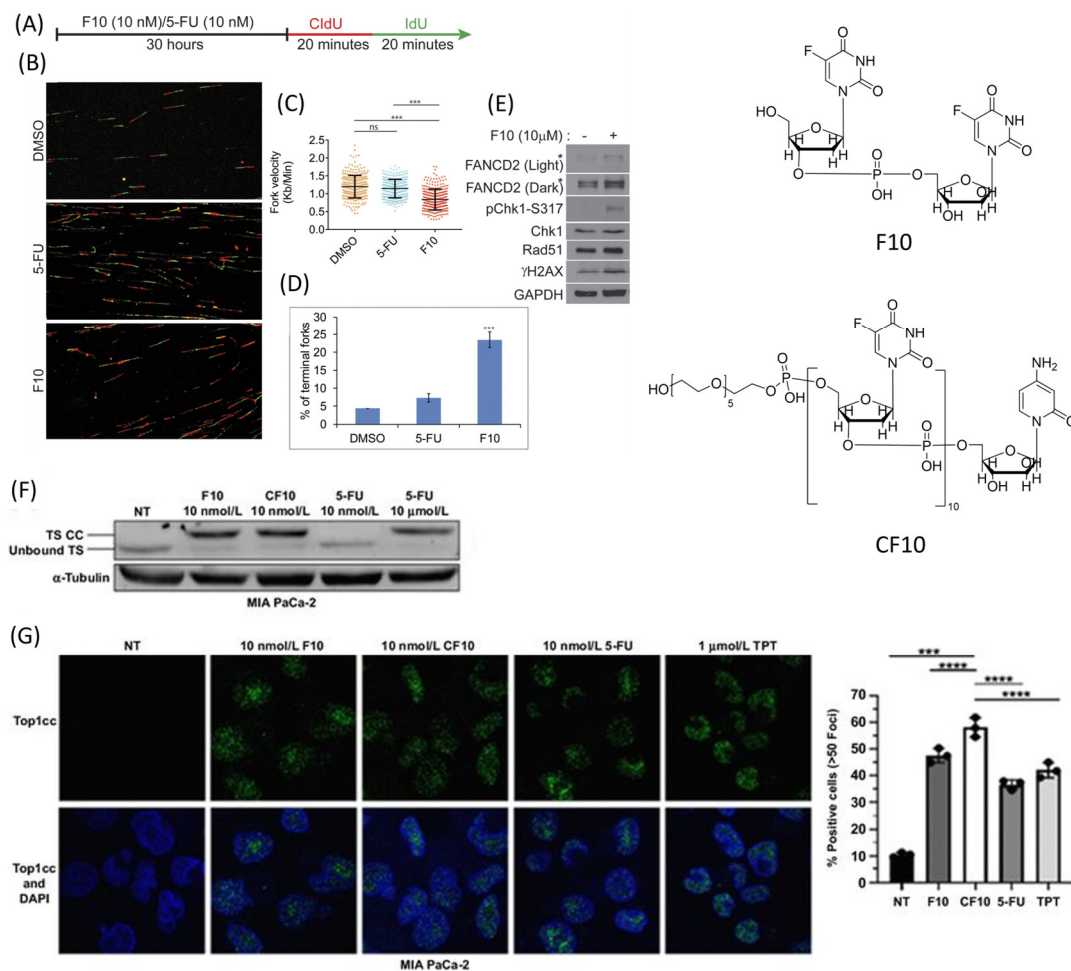 (A)
F10 (10 nM)/5-FU (10 nM)
30 hours
CldU
20 minutes
IdU
20 minutes
(B)
DMSO
5-FU
F10
(C)
***
***
ns
Fork velocity
(Kb/Min)
2.5
2.0
1.5
1.0
0.5
0.0
DMSO
5-FU
F10
(D)
% of terminal forks
30
25
20
15
10
5
0
***
DMSO
5-FU
F10
(E)
F10 (10μM) : - +
FANCD2 (Light)*
FANCD2 (Dark)*
pChk1-S317
Chk1
Rad51
γH2AX
GAPDH
F
O
NH
N
O
HO
O
H
H
H
H
O
O
P
OH
O
F
O
NH
N
O
O
H
OH
H
H
OH
H
F10
HO
O
O
5
O
O
P
OH
O
F
O
NH
N
O
O
H
H
H
H
O
O
P
OH
O
10
NH2
N
O
O
H
OH
H
H
OH
H
CF10
(F)
NT
F10
10 nmol/L
CF10
10 nmol/L
5-FU
10 nmol/L
5-FU
10 μmol/L
TS CC
Unbound TS
α-Tubulin
MIA PaCa-2
(G)
NT
10 nmol/L F10
10 nmol/L CF10
10 nmol/L 5-FU
1 μmol/L TPT
Top1cc
Top1cc
and
DAPI
MIA PaCa-2
% Positive cells (>50 Foci)
***
****
****
****
70
60
50
40
30
20
10
0
NT
F10
CF10
5-FU
TPT